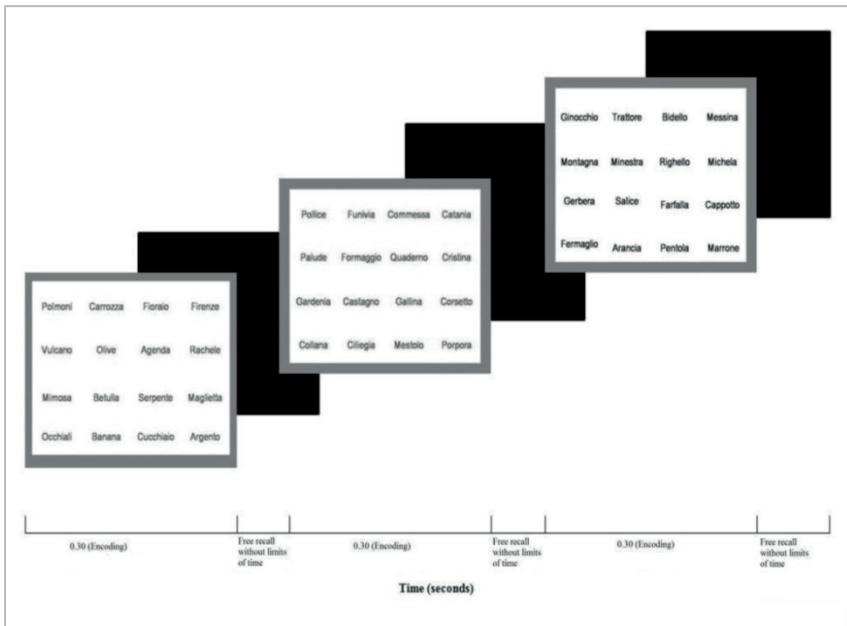 Ginocchio Trattore Bidello Messina
Montagna Minestra Righello Michela
Gerbera Salice Farfalla Cappotto
Fermaglio Arancia Pentola Marrone
Pollice Funivia Commessa Catania
Palude Formaggio Quaderno Cristina
Gardenia Castagno Gallina Corsetto
Collana Ciliegia Mestolo Porpora
Polmoni Carrozza Fioraio Firenze
Vulcano Olive Agenda Rachele
Mimosa Betulla Serpente Maglietta
Occhiali Banana Cucchiaio Argento
0.30 (Encoding)
Free recall
without limits
of time
0.30 (Encoding)
Free recall
without limits
of time
0.30 (Encoding)
Free recall
without limits
of time
Time (seconds)